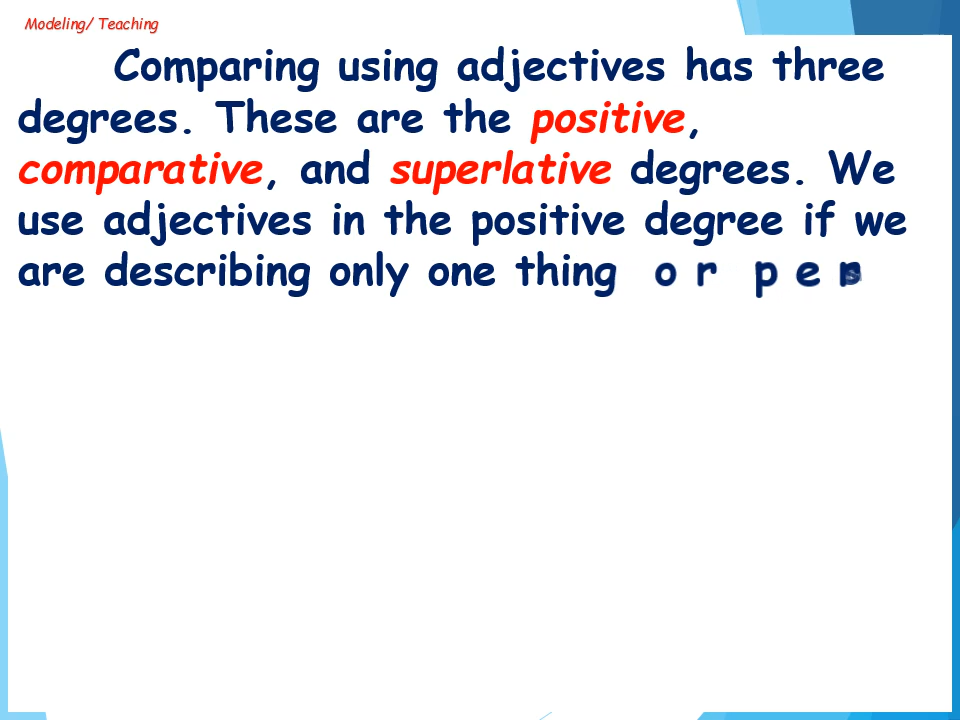 Modeling/ Teaching
Comparing using adjectives has three
degrees. These are the positive,
comparative, and superlative degrees. We
use adjectives in the positive degree if we
are describing only one thing or